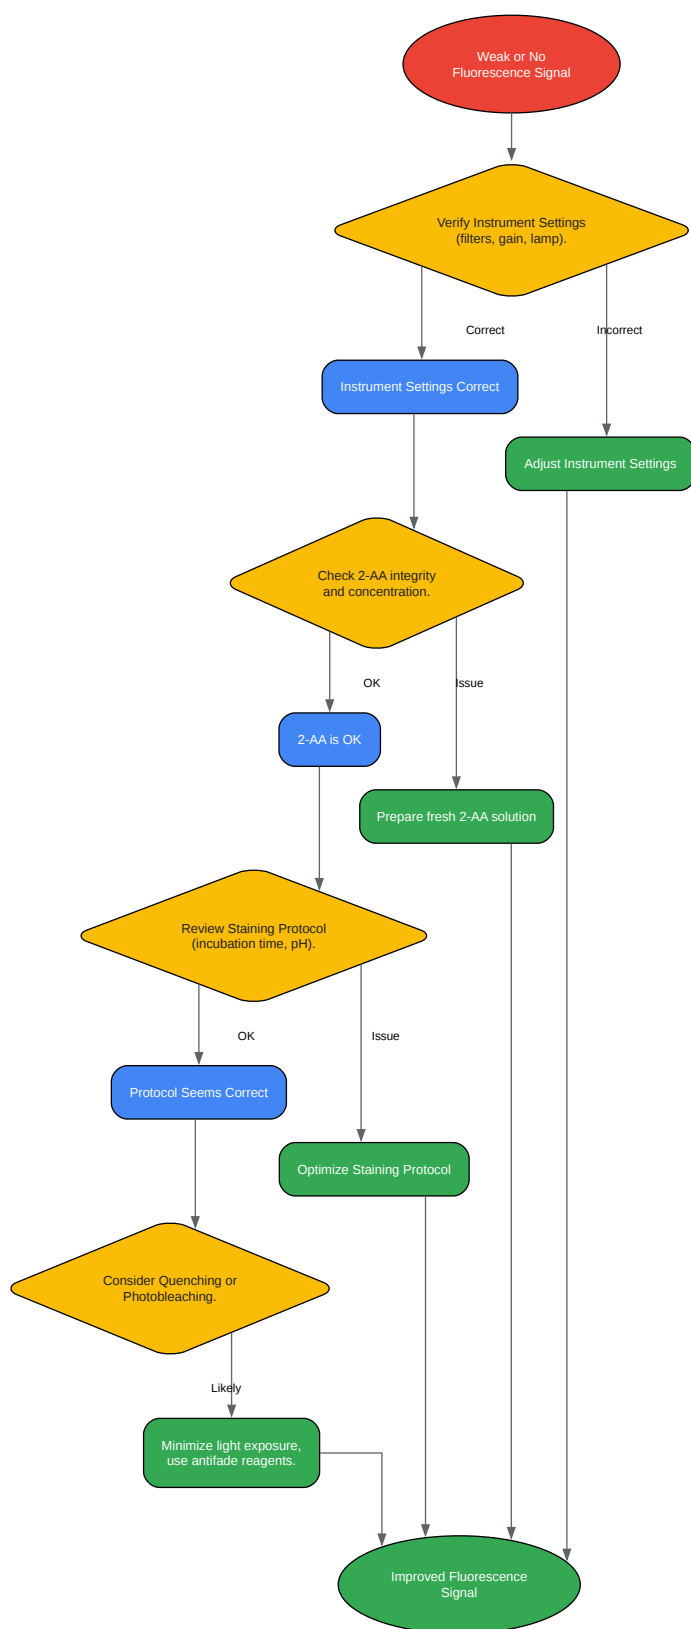 Weak or No
Fluorescence Signal
Verify Instrument Settings
(filters, gain, lamp).
Correct
Incorrect
Instrument Settings Correct
Adjust Instrument Settings
Check 2-AA integrity
and concentration.
OK
Issue
2-AA is OK
Prepare fresh 2-AA solution
Review Staining Protocol
(incubation time, pH).
OK
Issue
Protocol Seems Correct
Optimize Staining Protocol
Consider Quenching or
Photobleaching.
Likely
Minimize light exposure,
use antifade reagents.
Improved Fluorescence
Signal